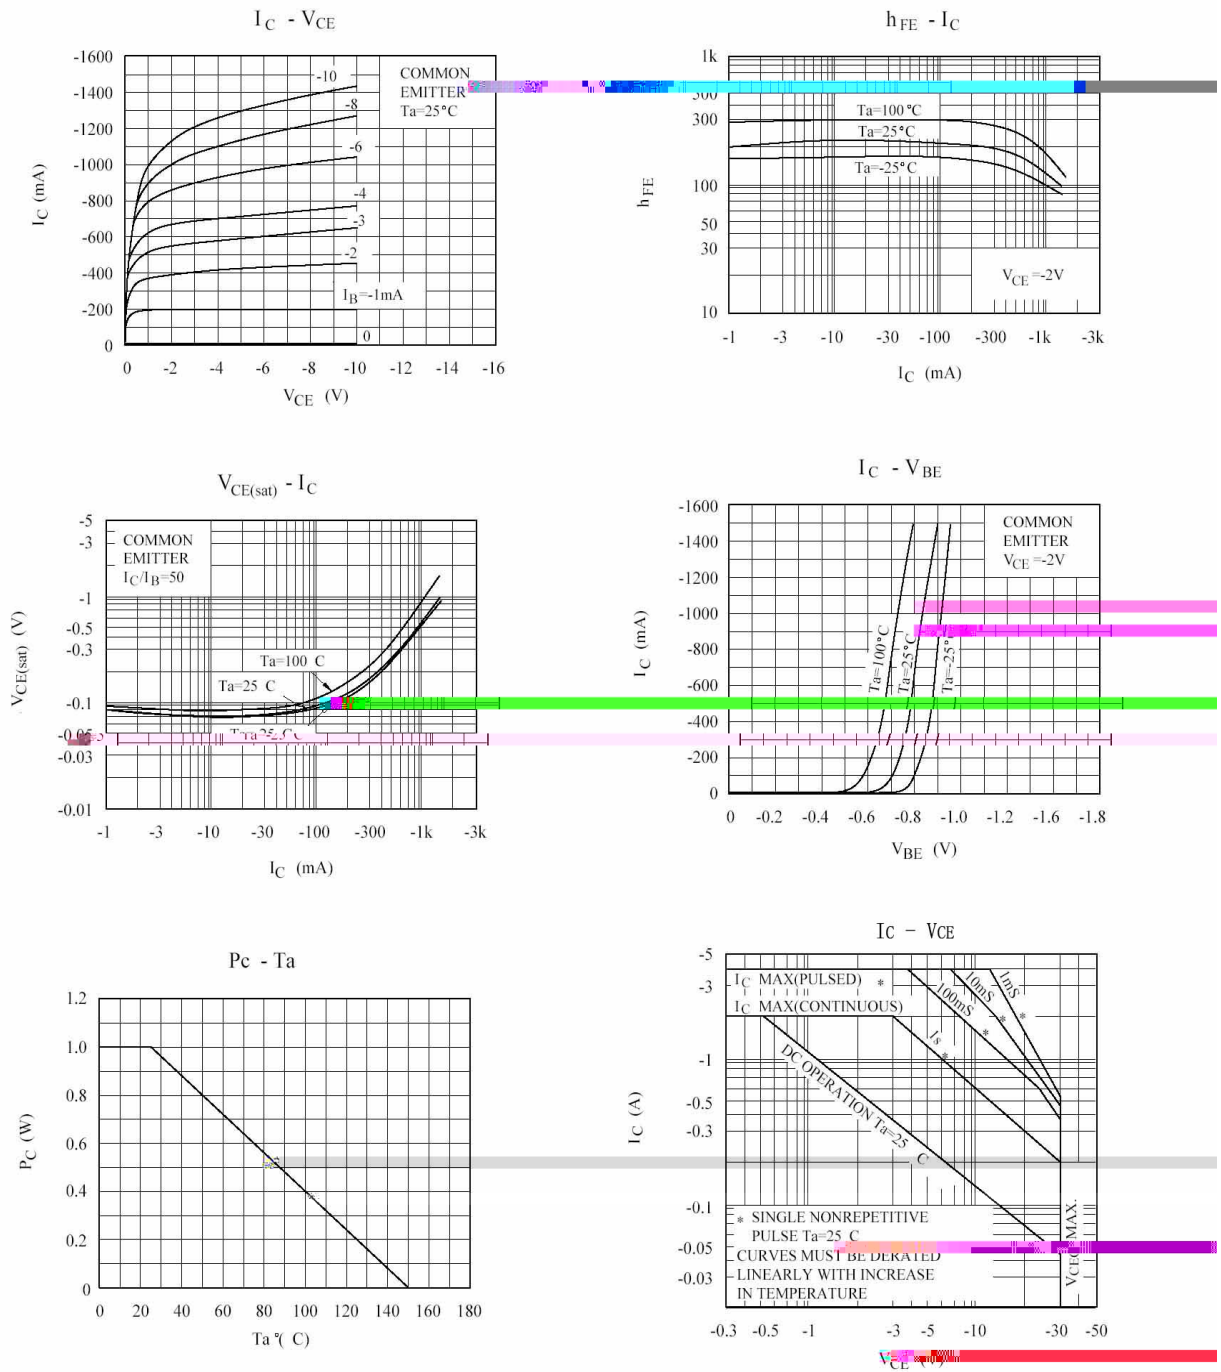 I C - VCE
-1600
-1400
-1200
-1000
-800
-600
-400
-200
0
IC (mA)
-10
-8
-6
-4
-3
-2
IB=-1mA
0
COMMON
EMITTER
Ta=25°C
0 -2 -4 -6 -8 -10 -12 -14 -16
VCE (V)
hFE - IC
1k
500
300
100
50
30
10
hFE
Ta=100°C
Ta=25°C
Ta=-25°C
VCE=-2V
-1 -3 -10 -30 -100 -300 -1k -3k
IC (mA)
VCE(sat) - IC
-5
-3
-1
-0.5
-0.3
-0.1
-0.03
-0.01
VCE(sat) (V)
COMMON
EMITTER
IC/IB=50
Ta=100 C
Ta=25 C
-1 -3 -10 -30 -100 -300 -1k -3k
IC (mA)
IC - VBE
-1600
-1400
-1200
-1000
-800
-600
-400
-200
0
IC (mA)
COMMON
EMITTER
VCE=-2V
Ta=100°C
Ta=25°C
Ta=-25°
0 -0.2 -0.4 -0.6 -0.8 -1.0 -1.2 -1.6 -1.8
VBE (V)
Pc - Ta
1.2
1.0
0.8
0.6
0.4
0.2
0
PC (W)
0 20 40 60 80 100 120 140 160 180
Ta °( C)
IC - VCE
-5
-3
-1
-0.5
-0.3
-0.1
-0.05
-0.03
IC (A)
IC MAX(PULSED) *
IC MAX(CONTINUOUS)
1mS *
10mS *
100mS *
1s *
DC OPERATION Ta=25 C
* SINGLE NONREPETITIVE
PULSE Ta=25 C
CURVES MUST BE DERATED
LINEARLY WITH INCREASE
IN TEMPERATURE
VCEO MAX.
-0.3 -0.5 -1 -3 -5 -10 -30 -50
VCE